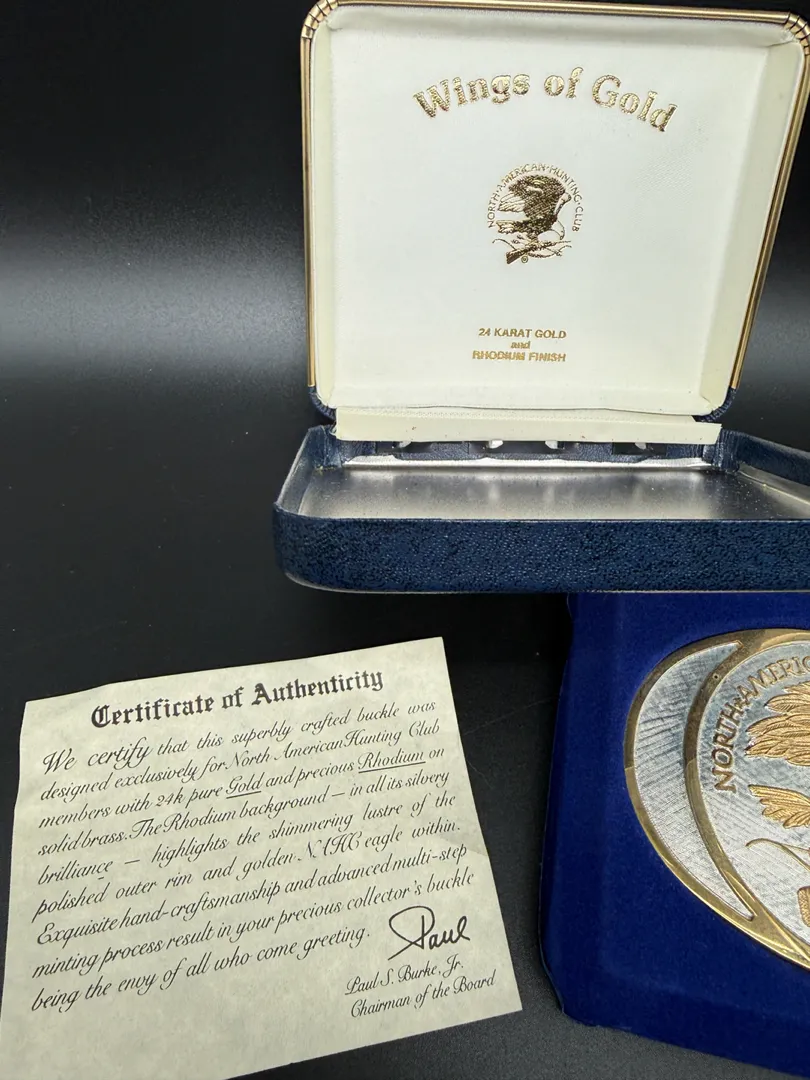 Wings of Gold
NORTH·AMERICAN·HUNTING·CLUB
®
24 KARAT GOLD
and
RHODIUM FINISH
Certificate of Authenticity
We certify that this superbly crafted buckle was
designed exclusively for North American Hunting Club
members with 24k pure Gold and precious Rhodium on
solid brass. The Rhodium background — in all its silvery
brilliance — highlights the shimmering lustre of the
polished outer rim and golden NAHC eagle within.
Exquisite hand-craftsmanship and advanced multi-step
minting process result in your precious collector's buckle
being the envy of all who come greeting.
Paul
Paul S. Burke, Jr.
Chairman of the Board
NORTH·AMERIC